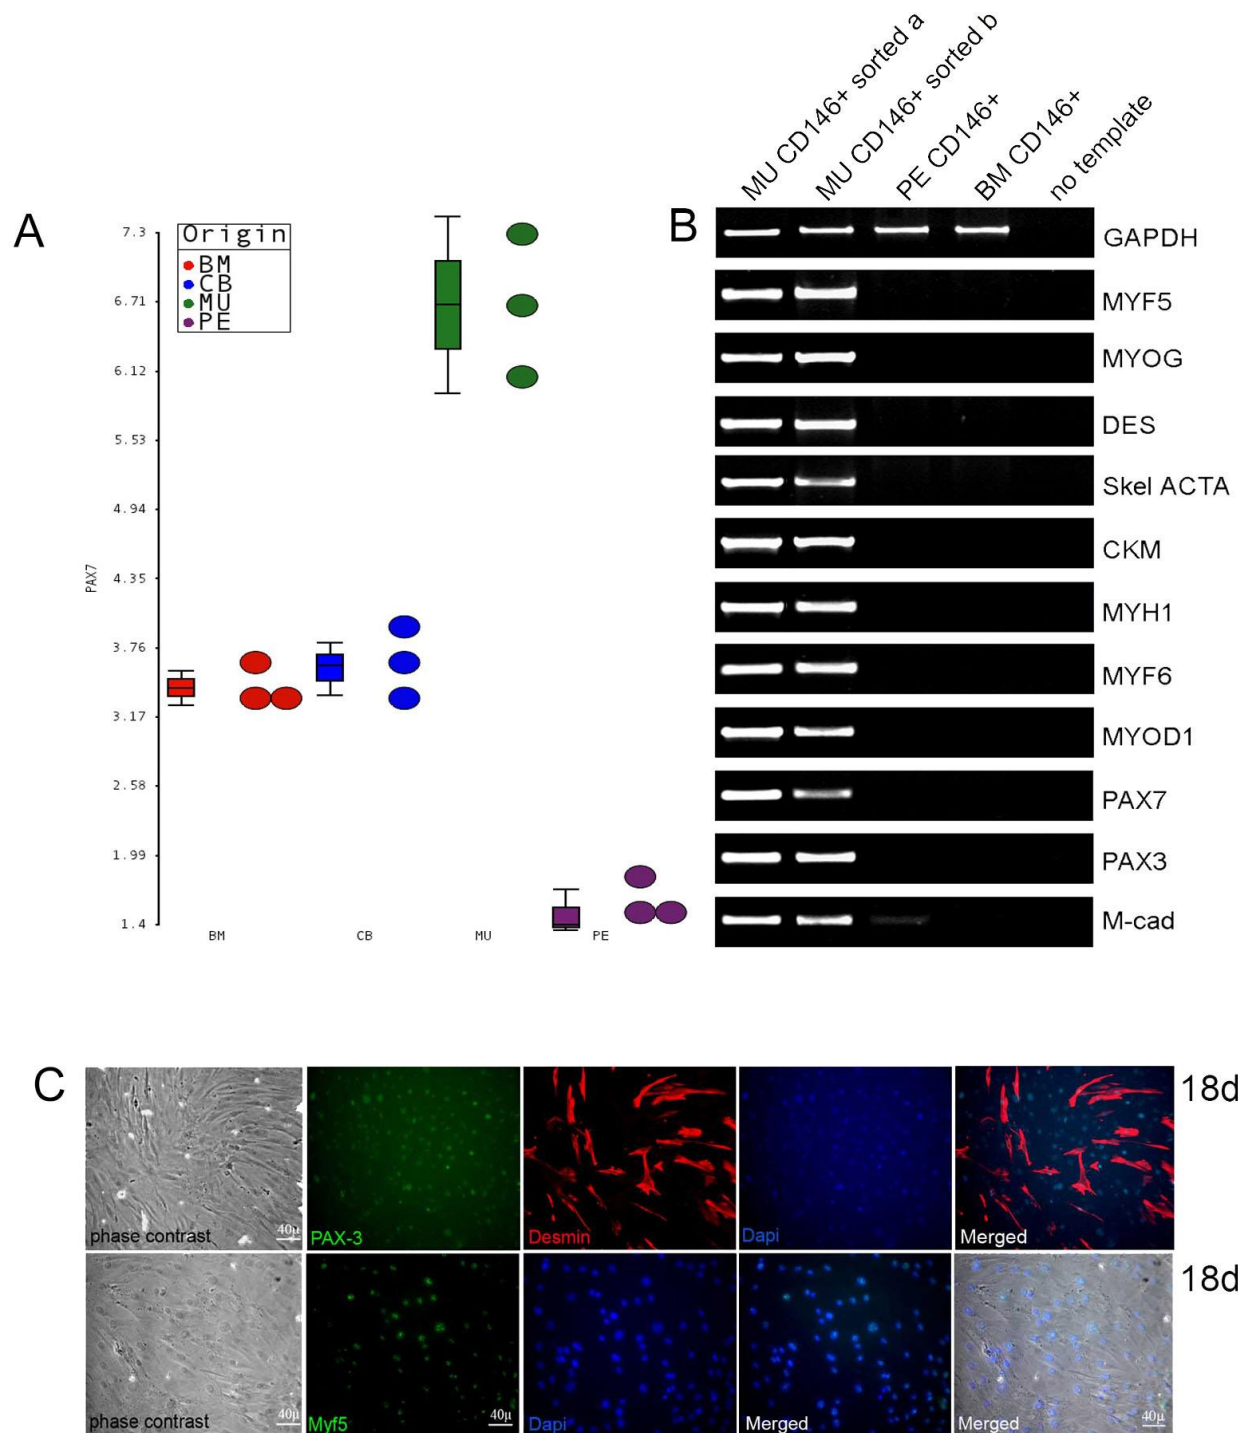 MU CD146+ sorted a
MU CD146+ sorted b
PE CD146+
BM CD146+
no template
A
7.3
6.71
6.12
5.53
4.94
4.35
3.76
3.17
2.58
1.99
1.4
PAX7
Origin
BM
CB
MU
PE
BM
CB
MU
PE
B
GAPDH
MYF5
MYOG
DES
Skel ACTA
CKM
MYH1
MYF6
MYOD1
PAX7
PAX3
M-cad
C
phase contrast
40µ
PAX-3
Desmin
Dapi
Merged
18d
phase contrast
40µ
Myf5
40µ
Dapi
Merged
Merged
40µ
18d